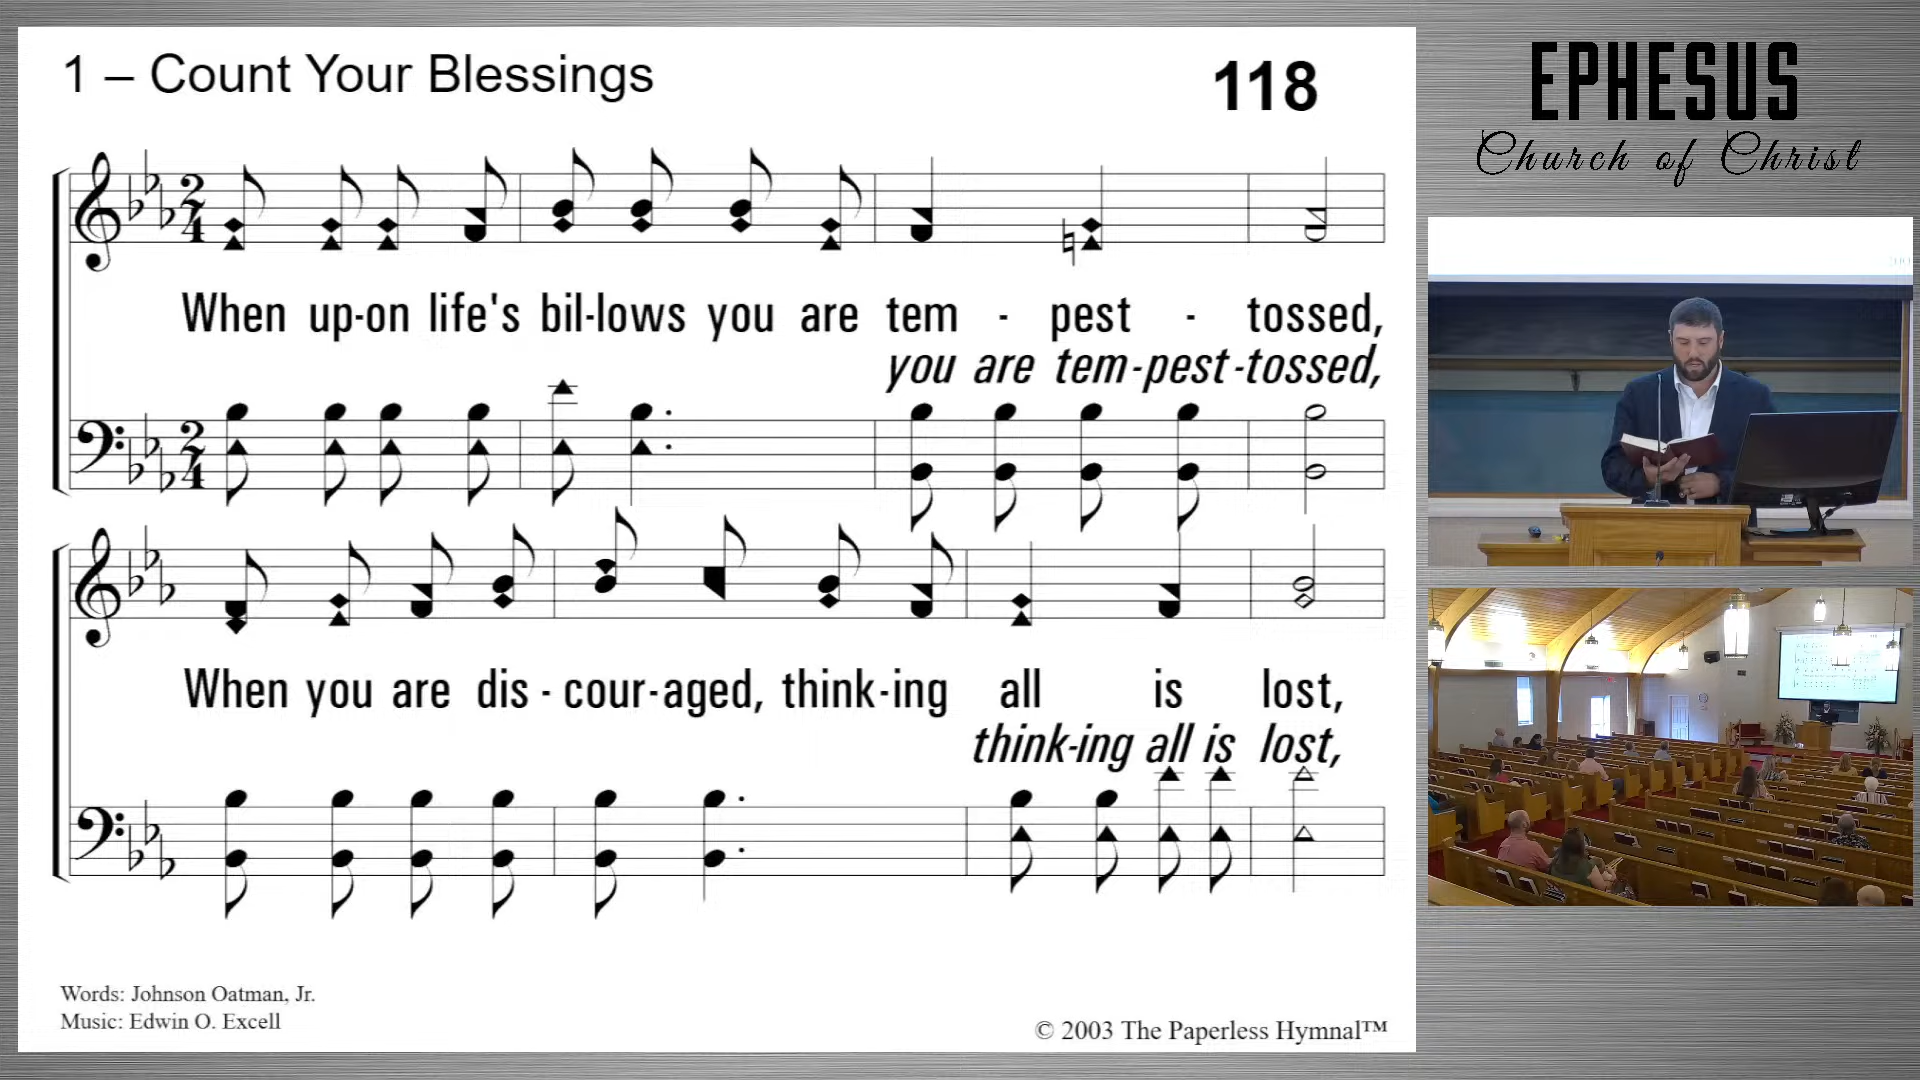 1 – Count Your Blessings
118
When up-on life's bil-lows you are tem - pest - tossed,
you are tem-pest-tossed,
When you are dis - cour-aged, think-ing all is lost,
think-ing all is lost,
Words: Johnson Oatman, Jr.
Music: Edwin O. Excell
© 2003 The Paperless Hymnal™
EPHESUS
Church of Christ